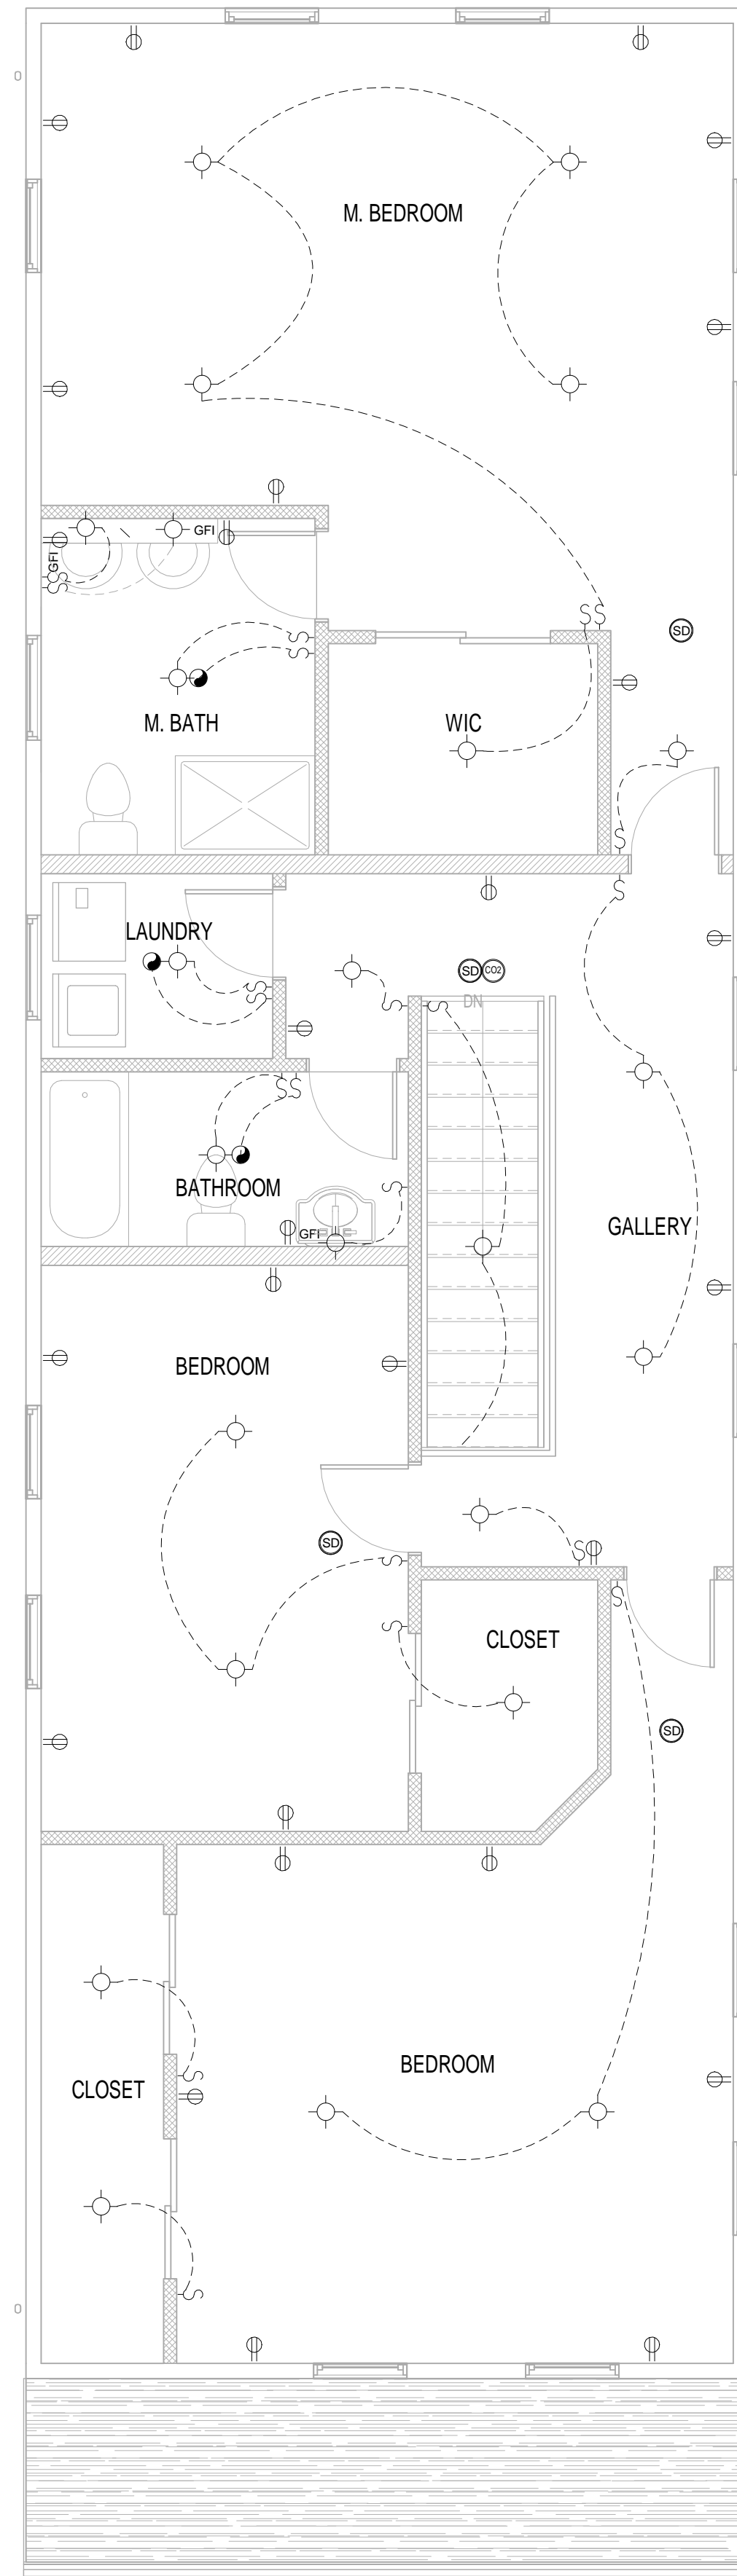 M. BEDROOM
GFI
GFI
SD
M. BATH
WIC
LAUNDRY
SD
CO2
DN
BATHROOM
GFI
GALLERY
BEDROOM
SD
CLOSET
SD
BEDROOM
CLOSET